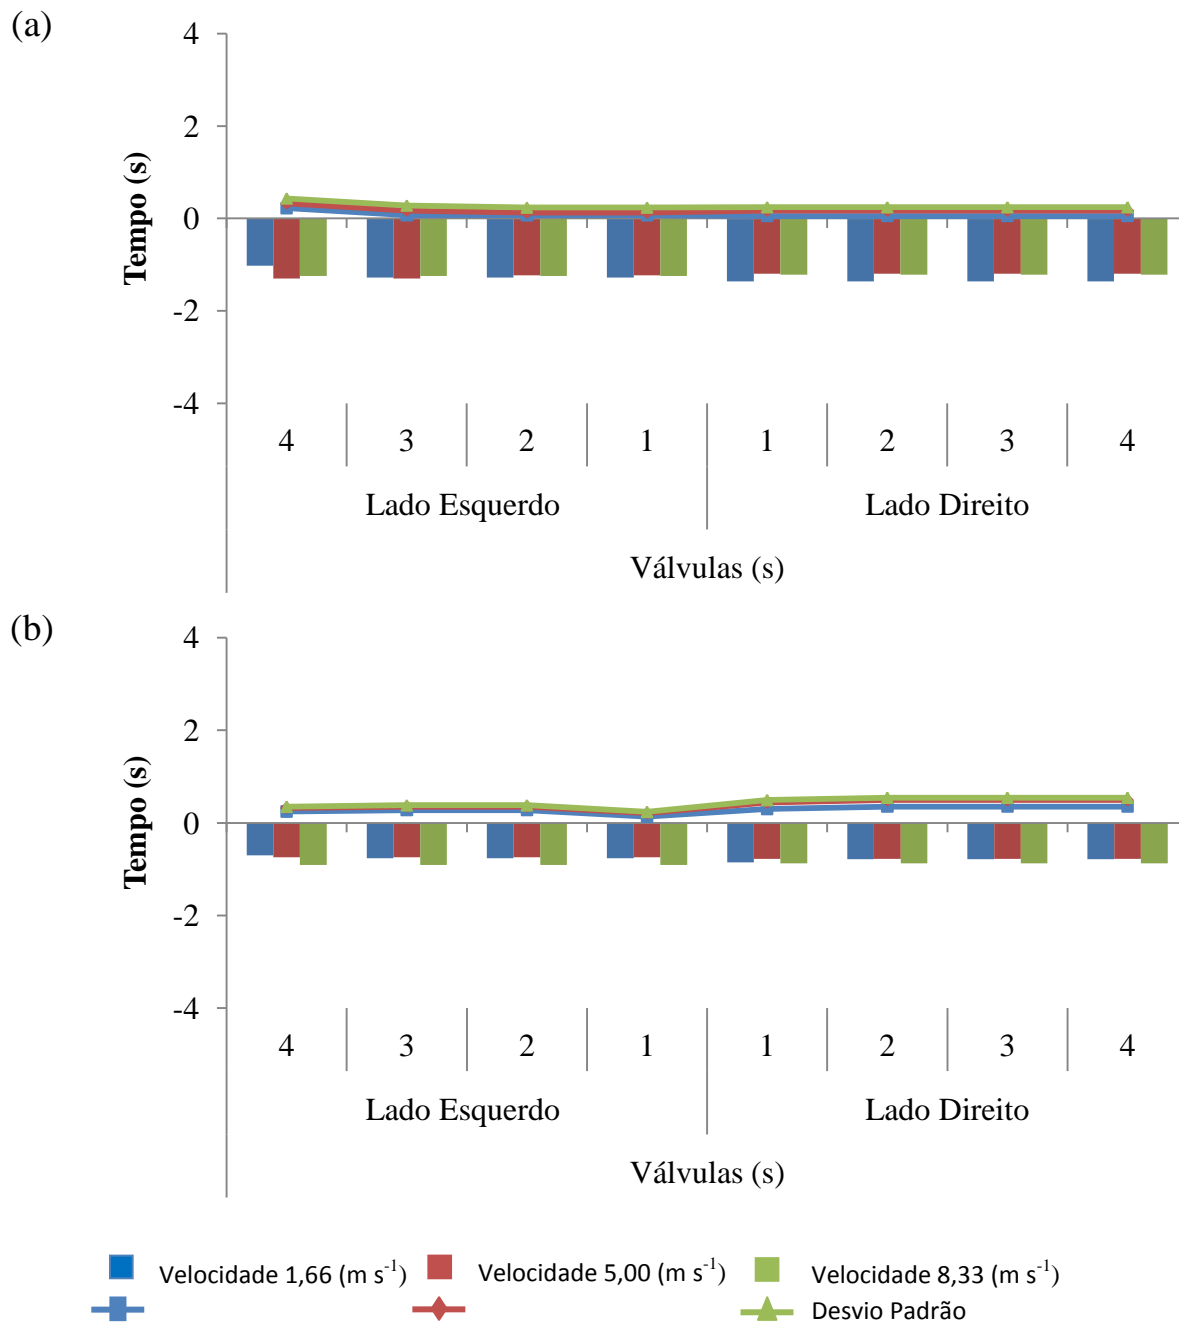 (a)
4
2
0
-2
-4
Tempo (s)
4 3 2 1 1 2 3 4
Lado Esquerdo Lado Direito
Válvulas (s)
(b)
4
2
0
-2
-4
Tempo (s)
4 3 2 1 1 2 3 4
Lado Esquerdo Lado Direito
Válvulas (s)
Velocidade 1,66 (m s⁻¹) Velocidade 5,00 (m s⁻¹) Velocidade 8,33 (m s⁻¹)
Desvio Padrão